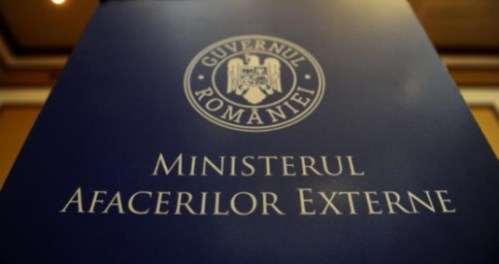 GUVERNUL
ROMÂNIEI
MINISTERUL
AFACERILOR EXTERNE